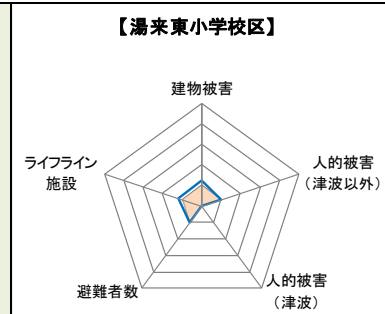 【湯来東小学校区】
建物被害
ライフライン
施設
人的被害
（津波以外）
避難者数
人的被害
（津波）